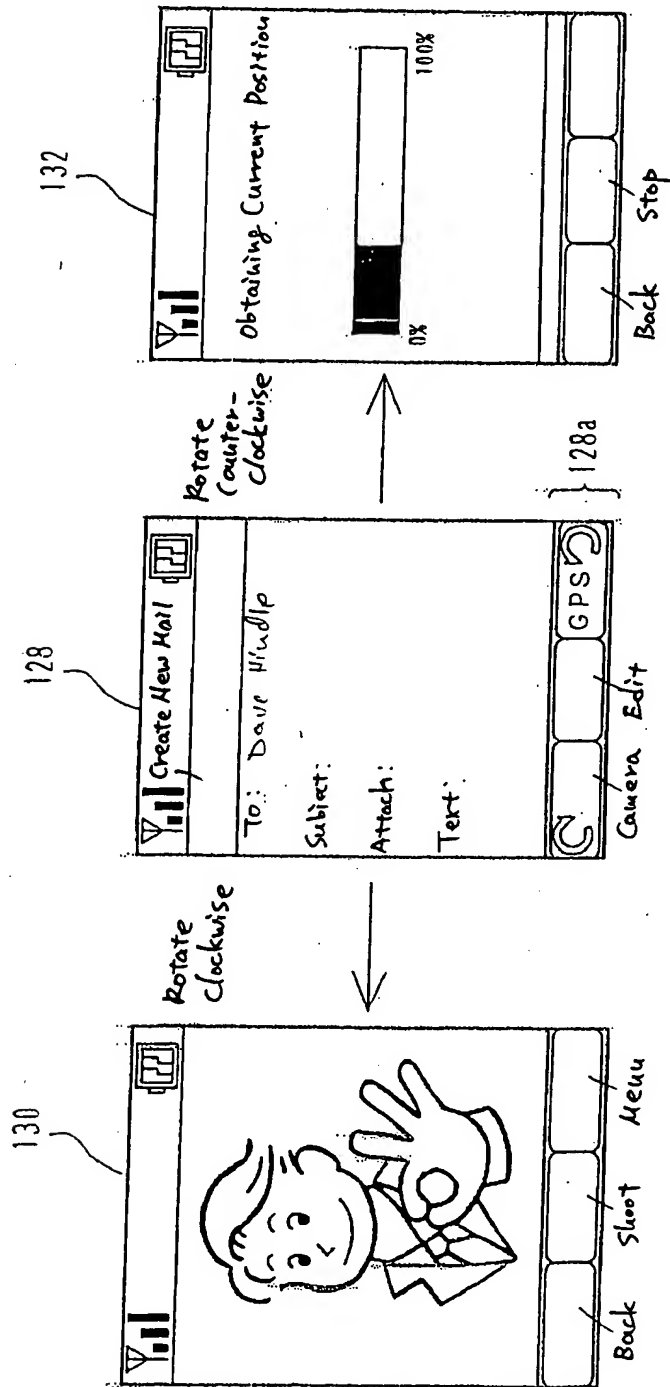 130
Back
Shoot
Menu
Rotate
Clockwise
128
Create New Mail
To: Dave Hindlp
Subject:
Attach:
Text:
GPS
Camera
Edit
128a
Rotate
Counter-
Clockwise
132
Obtaining Current Position
0%
100%
Back
Stop